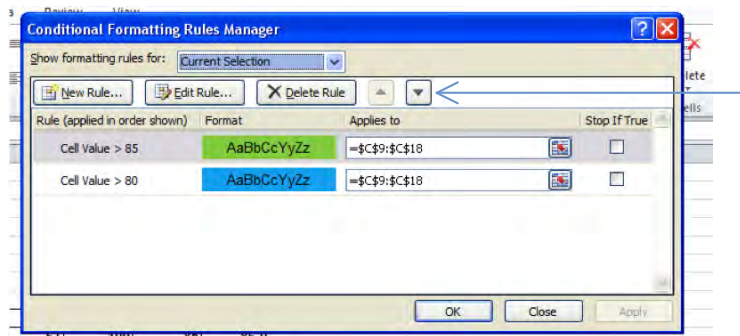 Review View
Conditional Formatting Rules Manager
Show formatting rules for: Current Selection
New Rule... Edit Rule... Delete Rule
Rule (applied in order shown) Format Applies to Stop If True
Cell Value > 85 AaBbCcYyZz =$C$9:$C$18
Cell Value > 80 AaBbCcYyZz =$C$9:$C$18
OK Close Apply